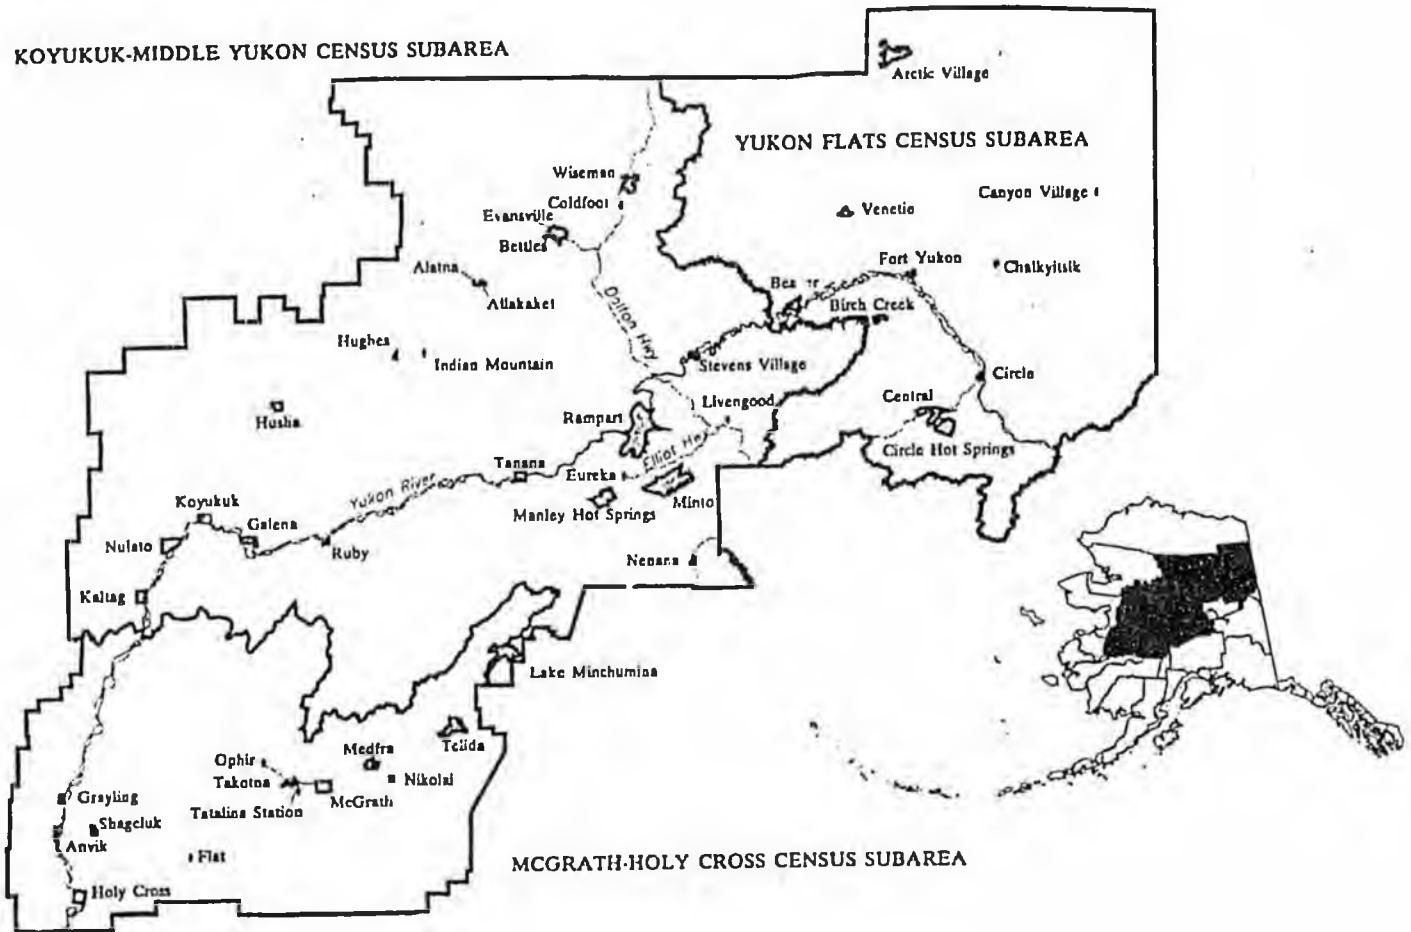 KOYUKUK-MIDDLE YUKON CENSUS SUBAREA
Arctic Village
YUKON FLATS CENSUS SUBAREA
Wiseman
Coldfoot
Canyon Village
Evansville
Venetie
Bettles
Fort Yukon
Chalkyitsik
Alatna
Allakaket
Birch Creek
Dalton Hwy
Hughes
Indian Mountain
Stevens Village
Circle
Central
Livengood
Huslia
Rampart
Circle Hot Springs
Tanana
Eureka
Elliot Hwy
Yukon River
Minto
Manley Hot Springs
Koyukuk
Galena
Nulato
Ruby
Nenana
Kaltag
Lake Minchumina
Telida
Medfra
Ophir
Takotna
Nikolai
McGrath
Tatalina Station
Grayling
Shageluk
Anvik
Flat
MCGRATH-HOLY CROSS CENSUS SUBAREA
Holy Cross